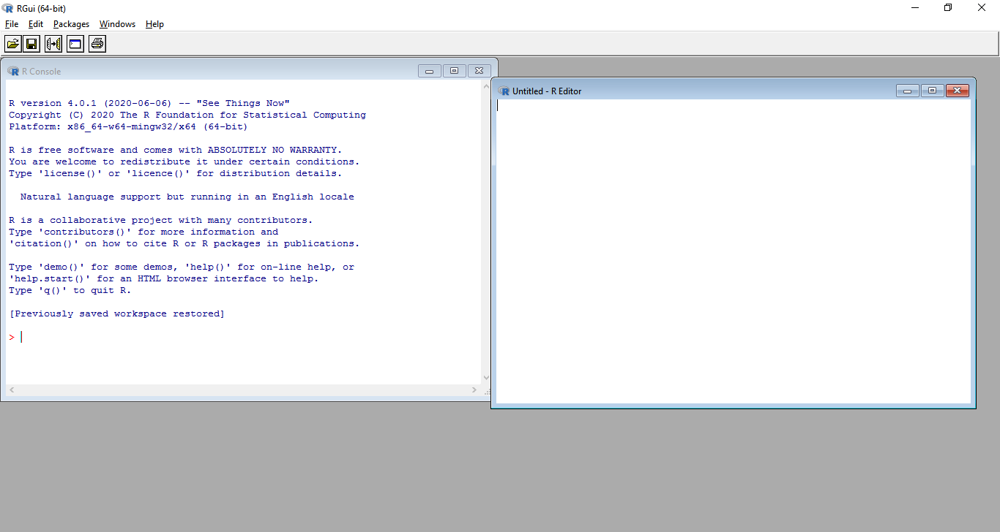 RGui (64-bit)
File Edit Packages Windows Help
R Console
R version 4.0.1 (2020-06-06) -- "See Things Now"
Copyright (C) 2020 The R Foundation for Statistical Computing
Platform: x86_64-w64-mingw32/x64 (64-bit)
R is free software and comes with ABSOLUTELY NO WARRANTY.
You are welcome to redistribute it under certain conditions.
Type 'license()' or 'licence()' for distribution details.
Natural language support but running in an English locale
R is a collaborative project with many contributors.
Type 'contributors()' for more information and
'citation()' on how to cite R or R packages in publications.
Type 'demo()' for some demos, 'help()' for on-line help, or
'help.start()' for an HTML browser interface to help.
Type 'q()' to quit R.
[Previously saved workspace restored]
>
Untitled - R Editor